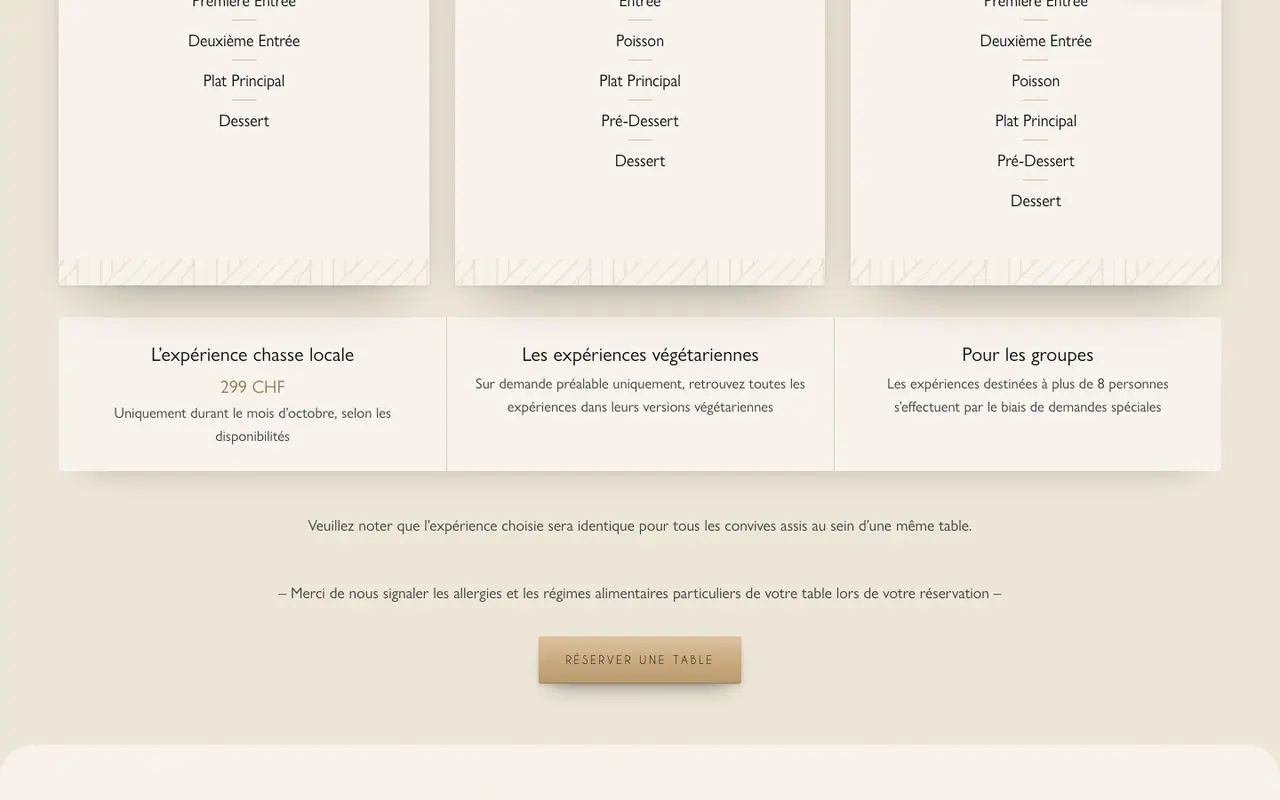 Première Entrée
Deuxième Entrée
Plat Principal
Dessert
Entrée
Poisson
Plat Principal
Pré-Dessert
Dessert
Première Entrée
Deuxième Entrée
Poisson
Plat Principal
Pré-Dessert
Dessert
L’expérience chasse locale
299 CHF
Uniquement durant le mois d’octobre, selon les
disponibilités
Les expériences végétariennes
Sur demande préalable uniquement, retrouvez toutes les
expériences dans leurs versions végétariennes
Pour les groupes
Les expériences destinées à plus de 8 personnes
s’effectuent par le biais de demandes spéciales
Veuillez noter que l’expérience choisie sera identique pour tous les convives assis au sein d’une même table.
– Merci de nous signaler les allergies et les régimes alimentaires particuliers de votre table lors de votre réservation –
RÉSERVER UNE TABLE